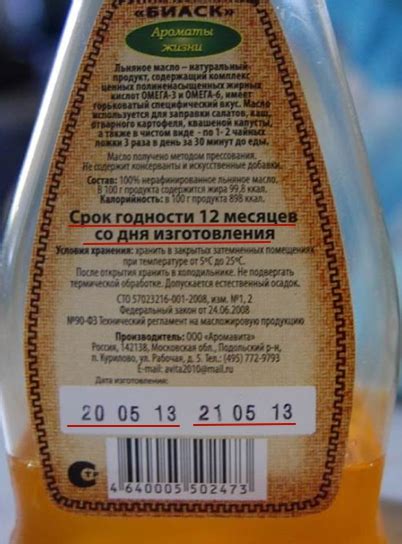 «БИАСК»
Ароматы
жизни
Льняное масло – натуральный
продукт, содержащий комплекс
ценных полиненасыщенных жирных
кислот ОМЕГА-3 и ОМЕГА-6, имеет
горьковатый специфический вкус. Масло
используется для заправки салатов, каш,
отварного картофеля, квашеной капусты,
а также в чистом виде - по 1- 2 чайных
ложки 3 раза в день за 30 минут до еды.
Масло получено методом прессования.
Не содержит консерванты и искусственные добавки.
Состав: 100% нерафинированное льняное масло.
В 100 г продукта содержится жира 99,8 ккал.
Калорийность: в 100 г продукта 898 ккал.
Срок годности 12 месяцев
со дня изготовления
Условия хранения: хранить в закрытых затемненных помещениях
при температуре от 5°С до 25°С.
После открытия хранить в холодильнике. Не подвергать
термической обработке. Допускается естественный осадок.
СТО 57023216-001-2008, изм. №1, 2
Федеральный закон от 24.06.2008
№90-ФЗ Технический регламент на масложировую продукцию
Производитель: ООО «Аромавита»
Россия, 142138, Московская обл., Подольский р-н,
п. Курилово, ул. Рабочая, д. 5. Тел.: (495) 772-9793
E-mail: avita2010@mail.ru
Дата изготовления:
20 05 13 21 05 13
4 640005 502473